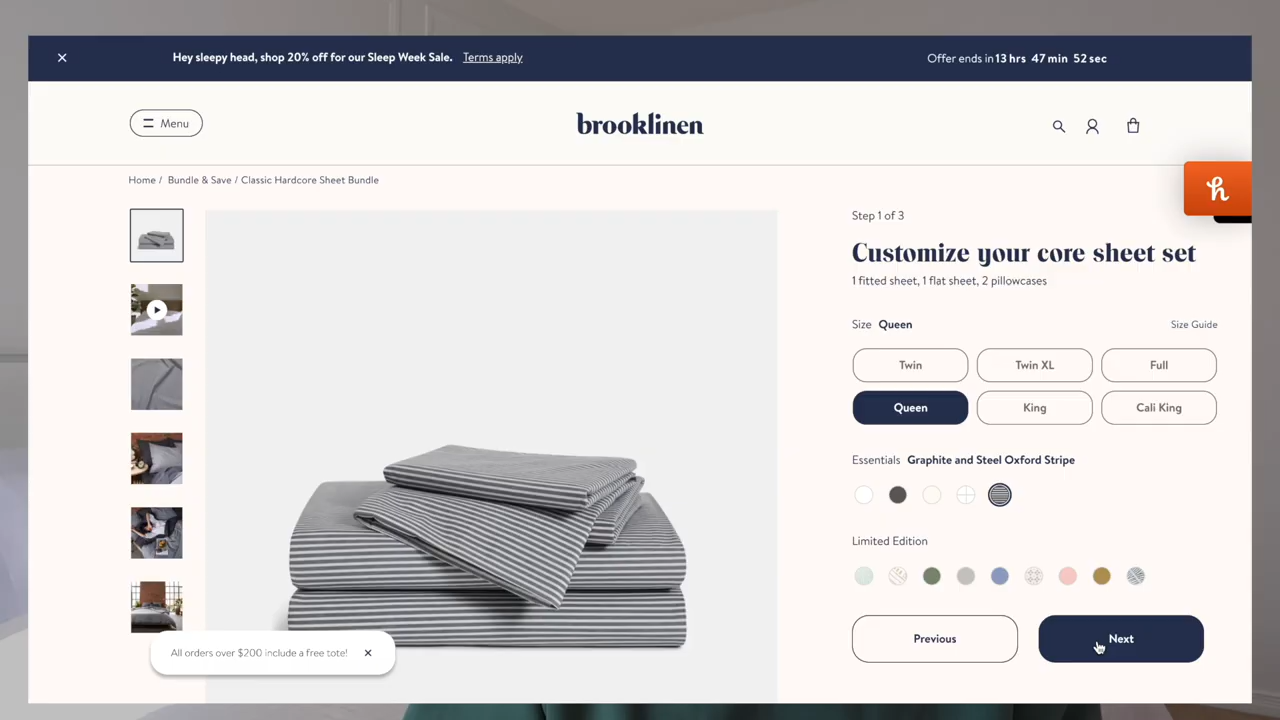 Hey sleepy head, shop 20% off for our Sleep Week Sale. Terms apply
Offer ends in 13 hrs 47 min 52 sec
Menu
brooklinen
Home / Bundle & Save / Classic Hardcore Sheet Bundle
h
Step 1 of 3
Customize your core sheet set
1 fitted sheet, 1 flat sheet, 2 pillowcases
Size Queen
Size Guide
Twin
Twin XL
Full
Queen
King
Cali King
Essentials Graphite and Steel Oxford Stripe
Limited Edition
Previous
Next
All orders over $200 include a free tote!